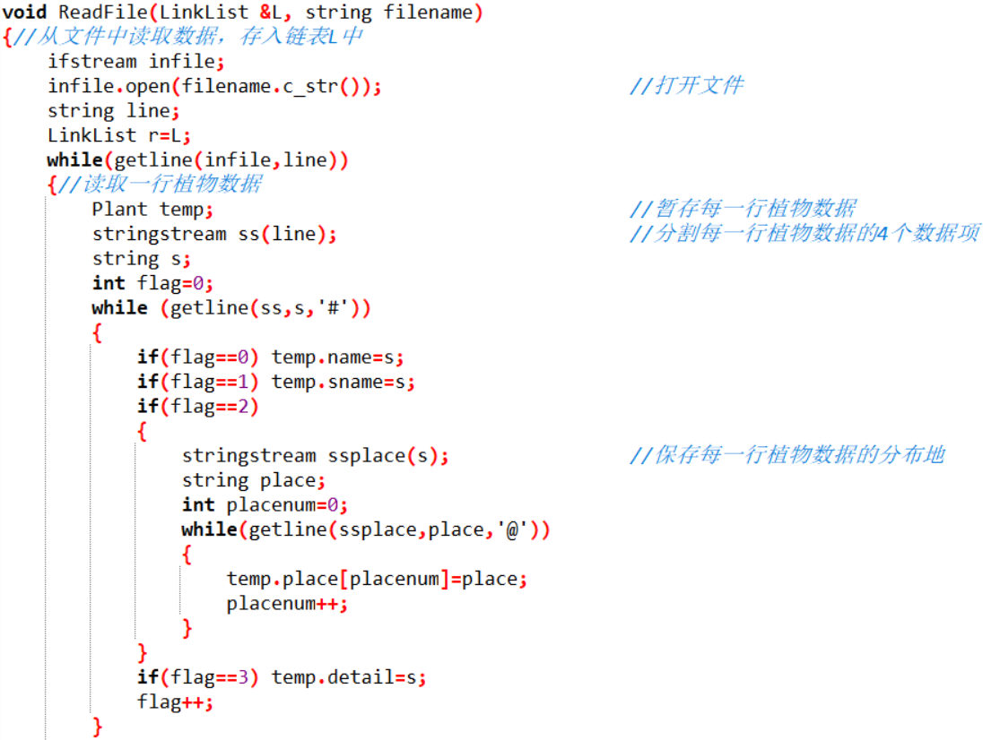 void ReadFile(LinkList &L, string filename)
{//从文件中读取数据，存入链表L中
ifstream infile;
infile.open(filename.c_str()); //打开文件
string line;
LinkList r=L;
while(getline(infile,line))
{//读取一行植物数据
Plant temp; //暂存每一行植物数据
stringstream ss(line); //分割每一行植物数据的4个数据项
string s;
int flag=0;
while (getline(ss,s,'#'))
{
if(flag==0) temp.name=s;
if(flag==1) temp.sname=s;
if(flag==2)
{
stringstream ssplace(s); //保存每一行植物数据的分布地
string place;
int placenum=0;
while(getline(ssplace,place,'@'))
{
temp.place[placenum]=place;
placenum++;
}
}
if(flag==3) temp.detail=s;
flag++;
}